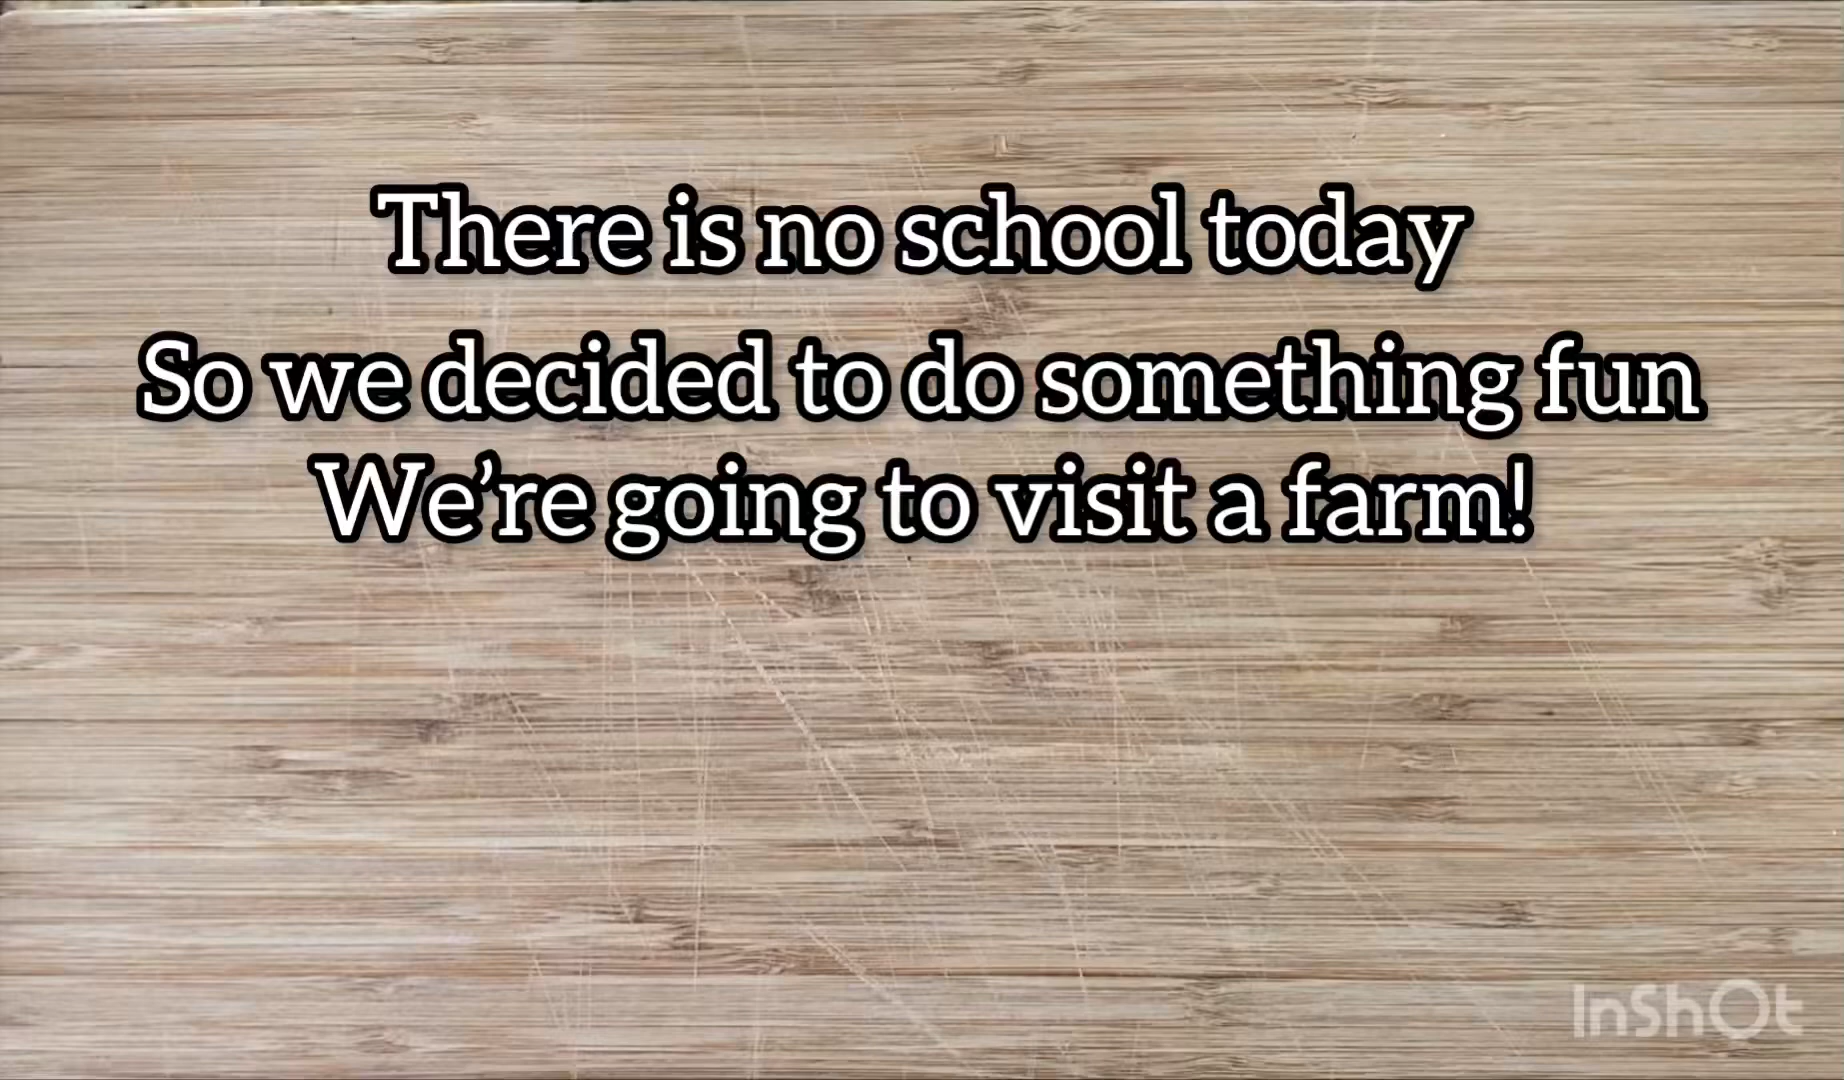 There is no school today
So we decided to do something fun
We’re going to visit a farm!
InShOt